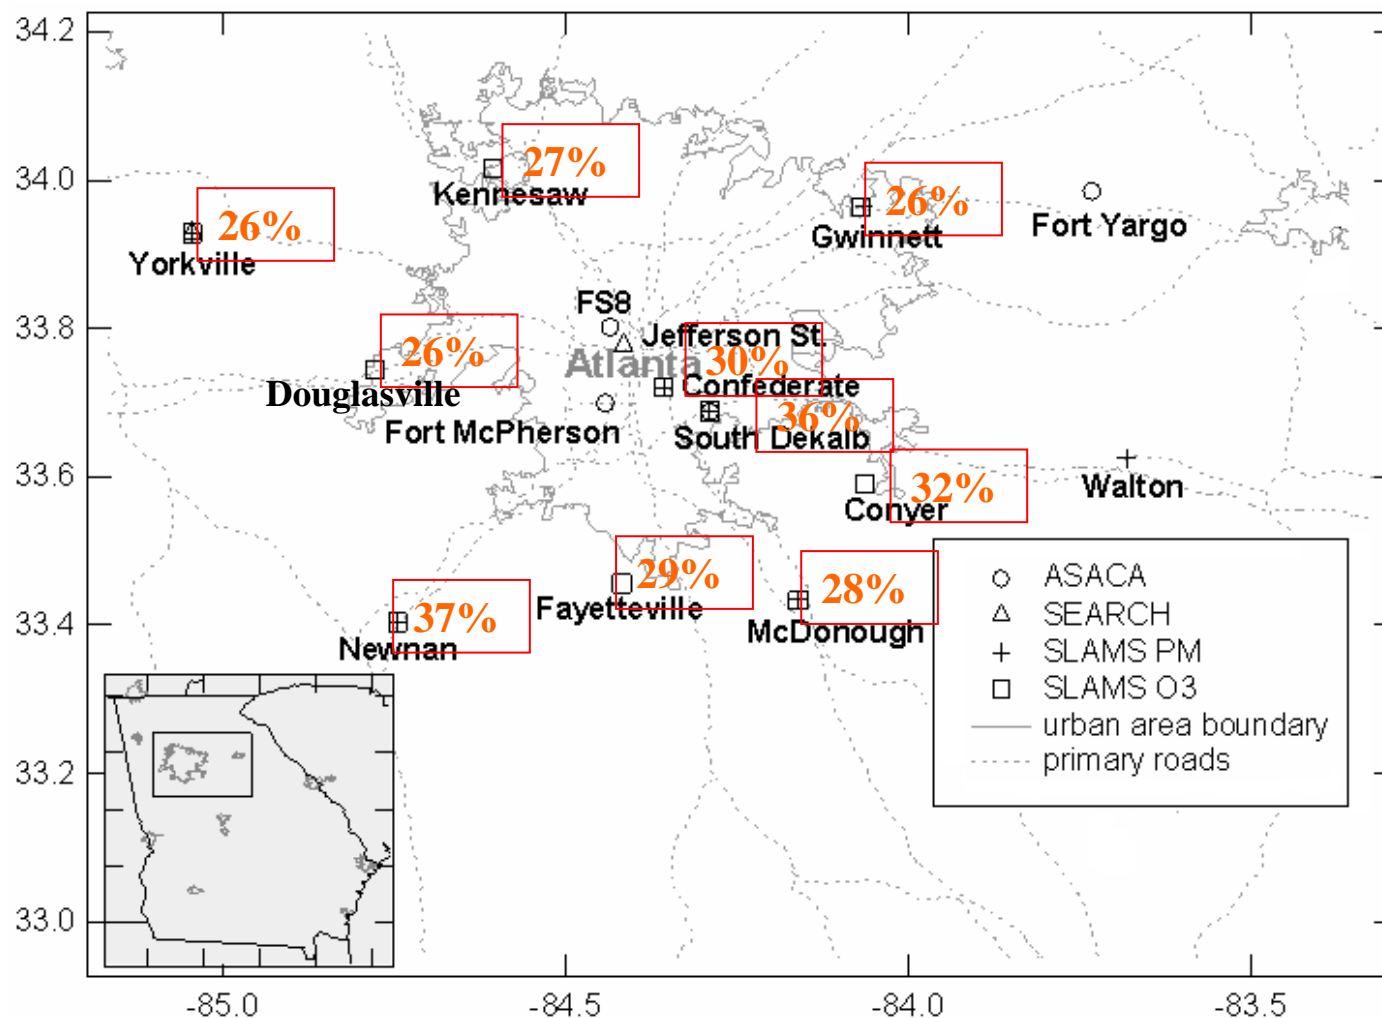 34.2
27%
34.0
Kennesaw
26%
Fort Yargo
26%
Gwinnett
Yorkville
FS8
33.8
Jefferson St.
26%
Atlanta
30%
Douglasville
Confederate
36%
Fort McPherson
South Dekalb
33.6
32%
Walton
Conyer
29%
28%
Fayetteville
37%
33.4
McDonough
Newnan
ASACA
SEARCH
SLAMS PM
SLAMS O3
urban area boundary
primary roads
33.2
33.0
-85.0
-84.5
-84.0
-83.5